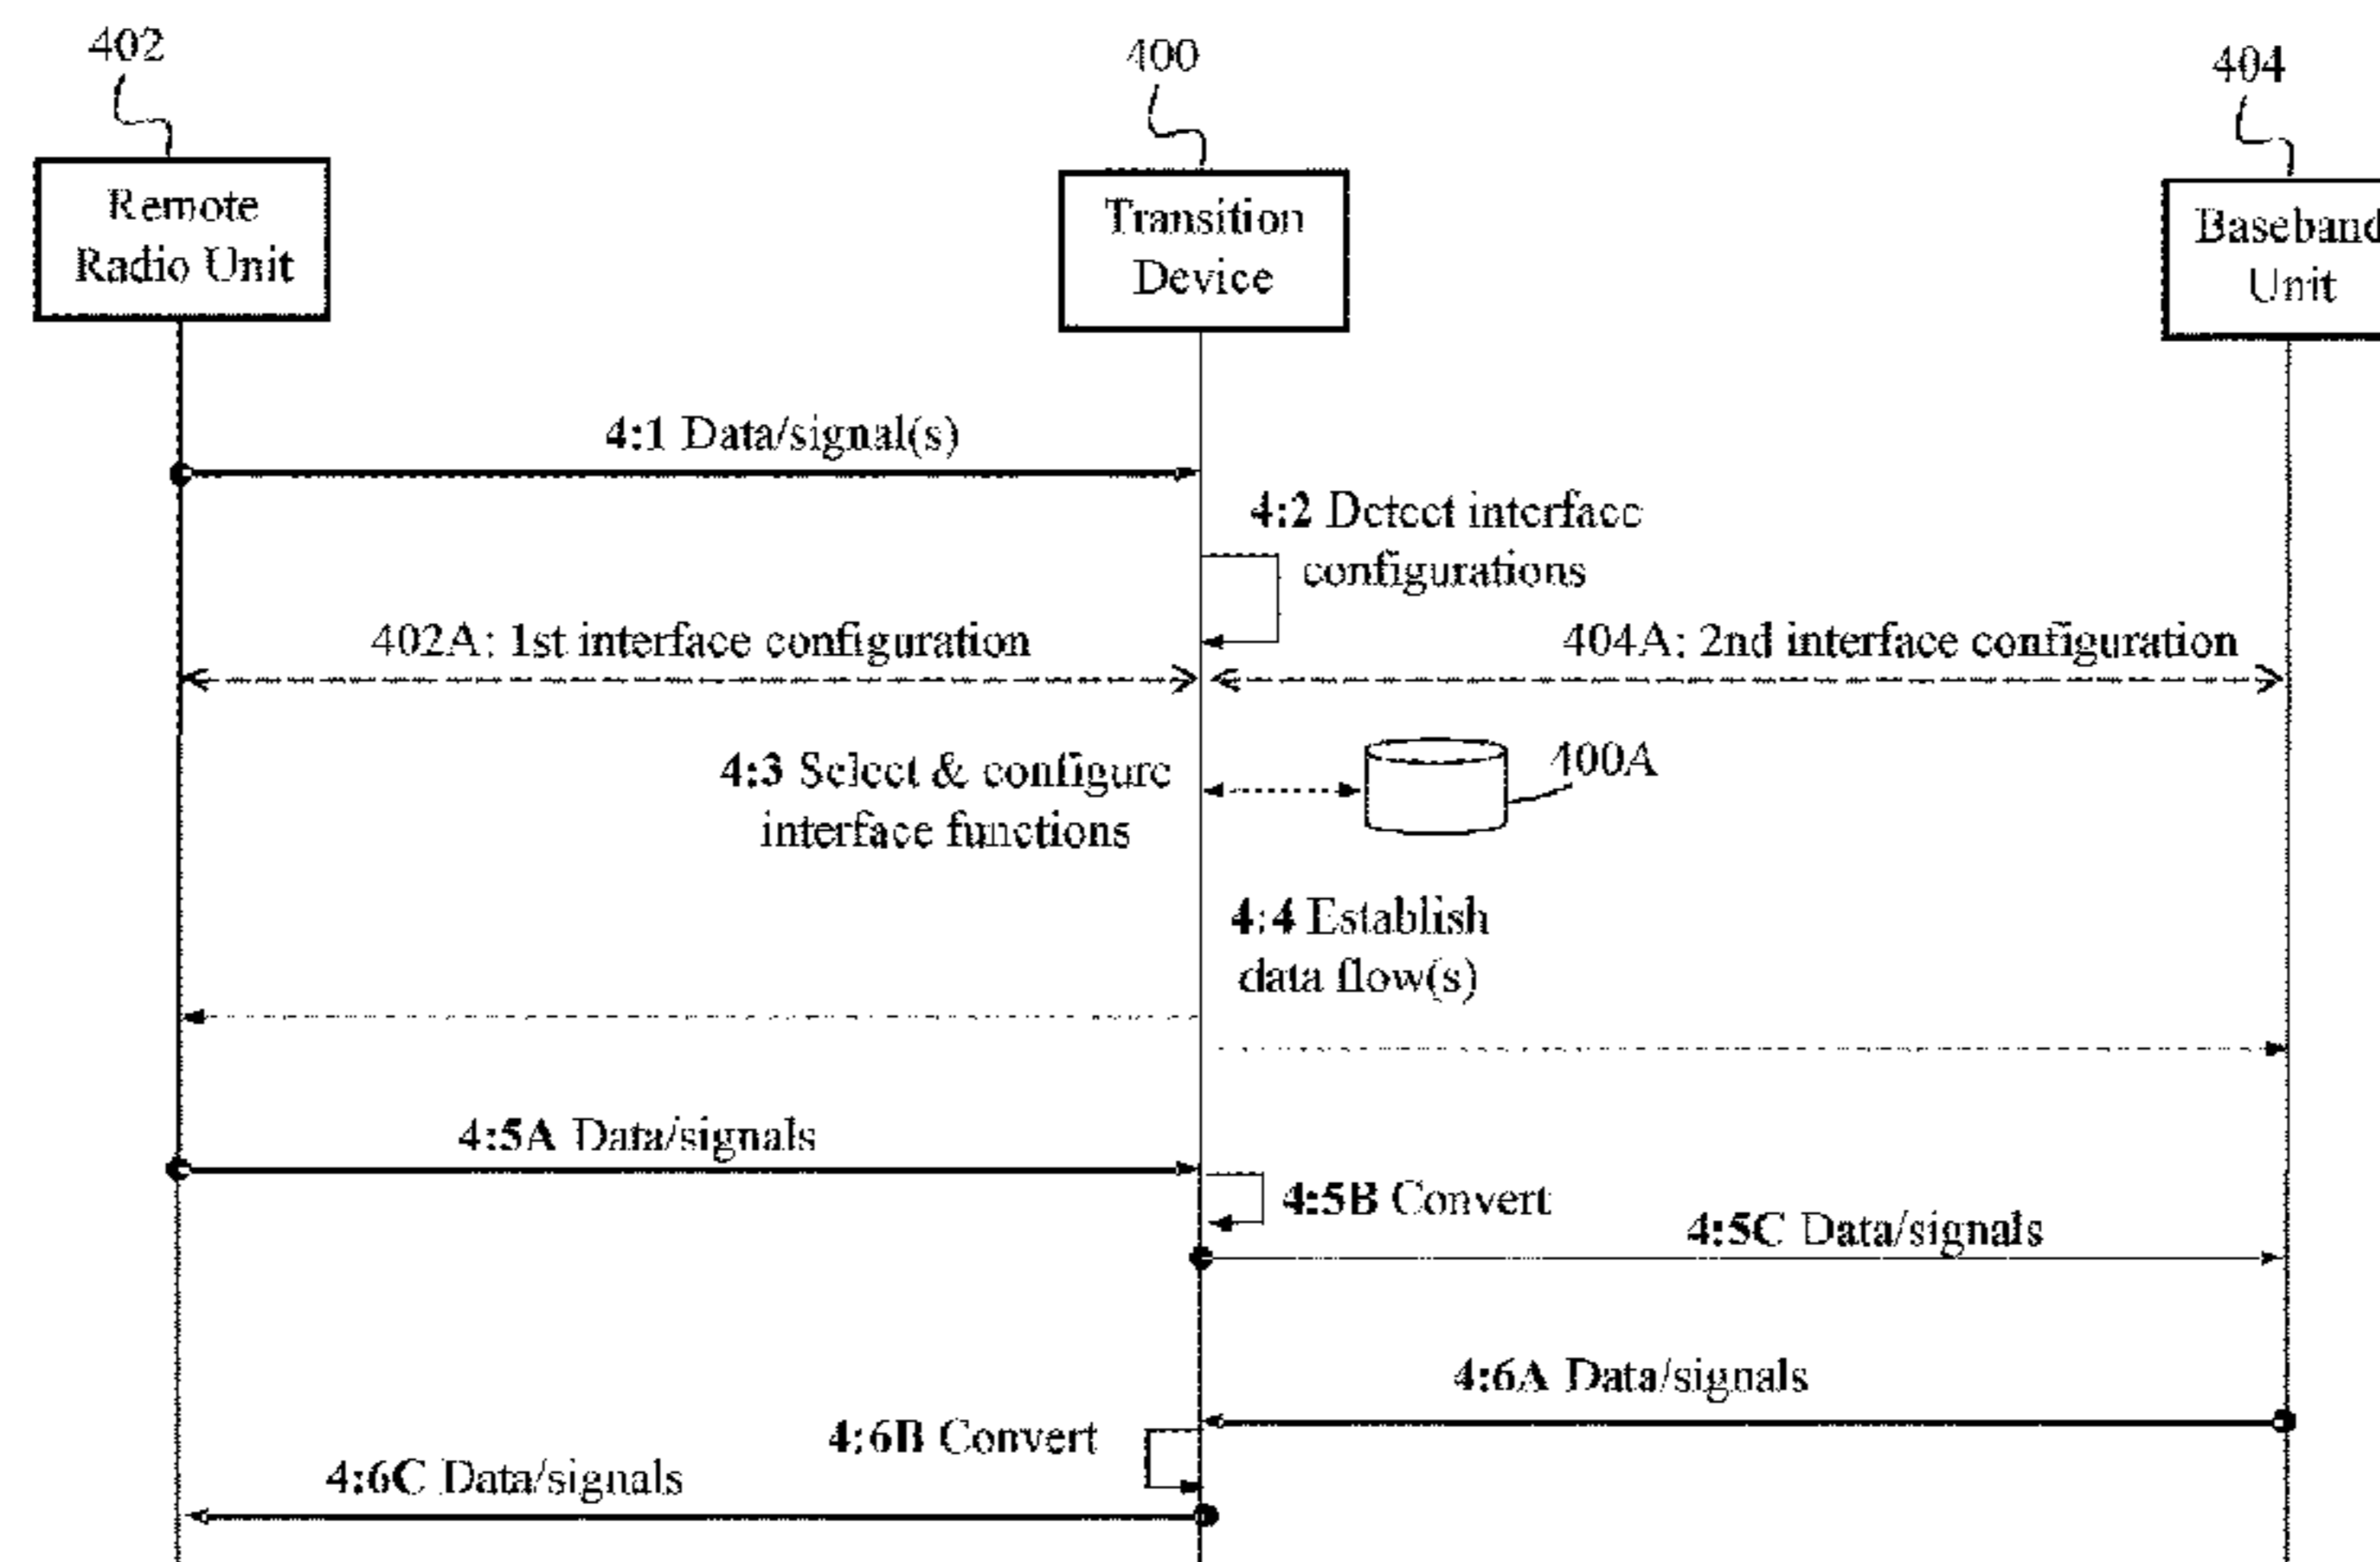 402
400
404
Remote
Radio Unit
Transition
Device
Baseband
Unit
4:1 Data/signal(s)
4:2 Detect interface
configurations
402A: 1st interface configuration
404A: 2nd interface configuration
4:3 Select & configure
interface functions
400A
4:4 Establish
data flow(s)
4:5A Data/signals
4:5B Convert
4:5C Data/signals
4:6A Data/signals
4:6B Convert
4:6C Data/signals